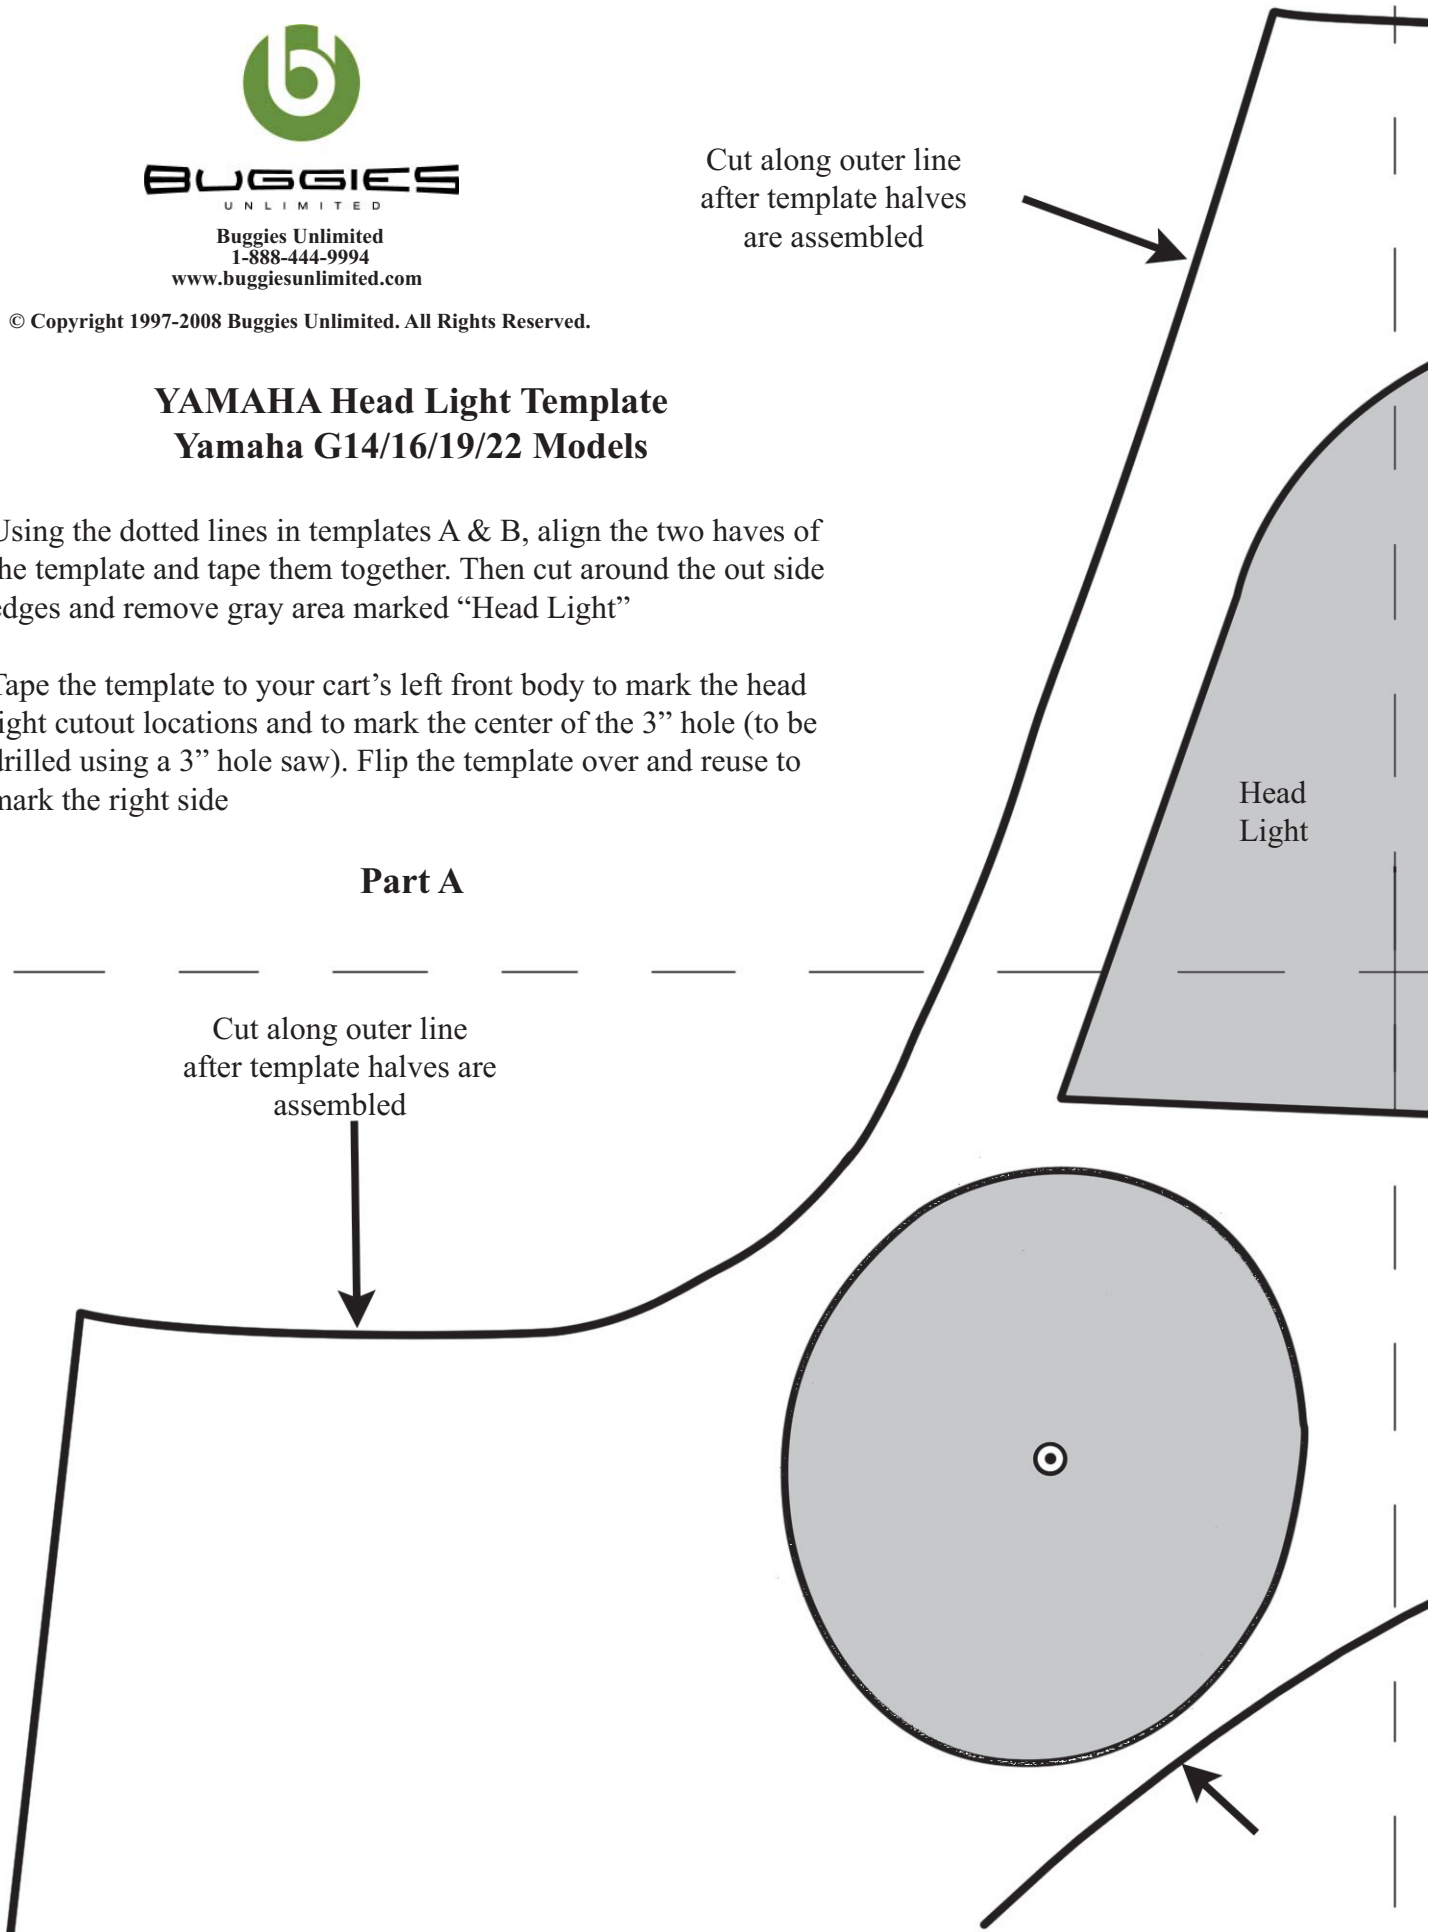 BUGGIES
UNLIMITED
Buggies Unlimited
1-888-444-9994
www.buggiesunlimited.com
© Copyright 1997-2008 Buggies Unlimited. All Rights Reserved.
Cut along outer line
after template halves
are assembled
YAMAHA Head Light Template
Yamaha G14/16/19/22 Models
Using the dotted lines in templates A & B, align the two haves of
the template and tape them together. Then cut around the out side
edges and remove gray area marked “Head Light”
Tape the template to your cart’s left front body to mark the head
light cutout locations and to mark the center of the 3” hole (to be
drilled using a 3” hole saw). Flip the template over and reuse to
mark the right side
Head
Light
Part A
Cut along outer line
after template halves are
assembled